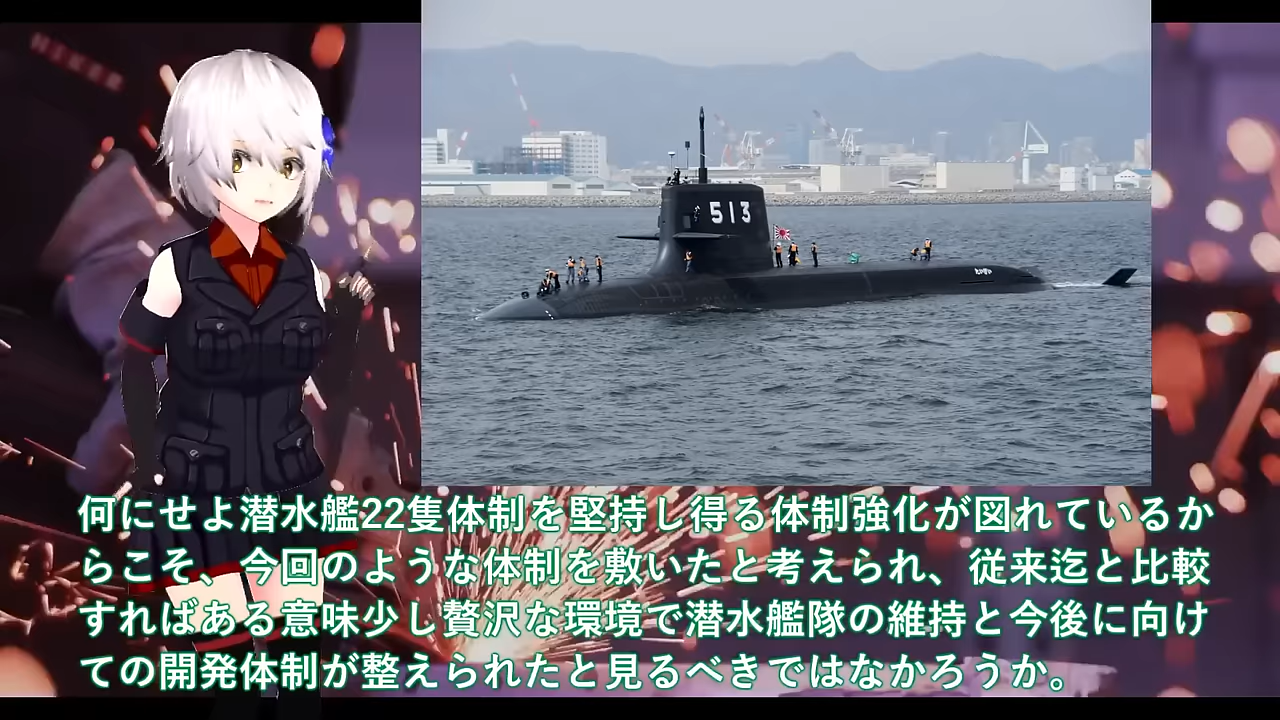 513
何にせよ潜水艦22隻体制を堅持し得る体制強化が図れているか
らこそ、今回のような体制を敷いたと考えられ、従来迄と比較
すればある意味少し贅沢な環境で潜水艦隊の維持と今後に向け
ての開発体制が整えられたと見るべきではなかろうか。